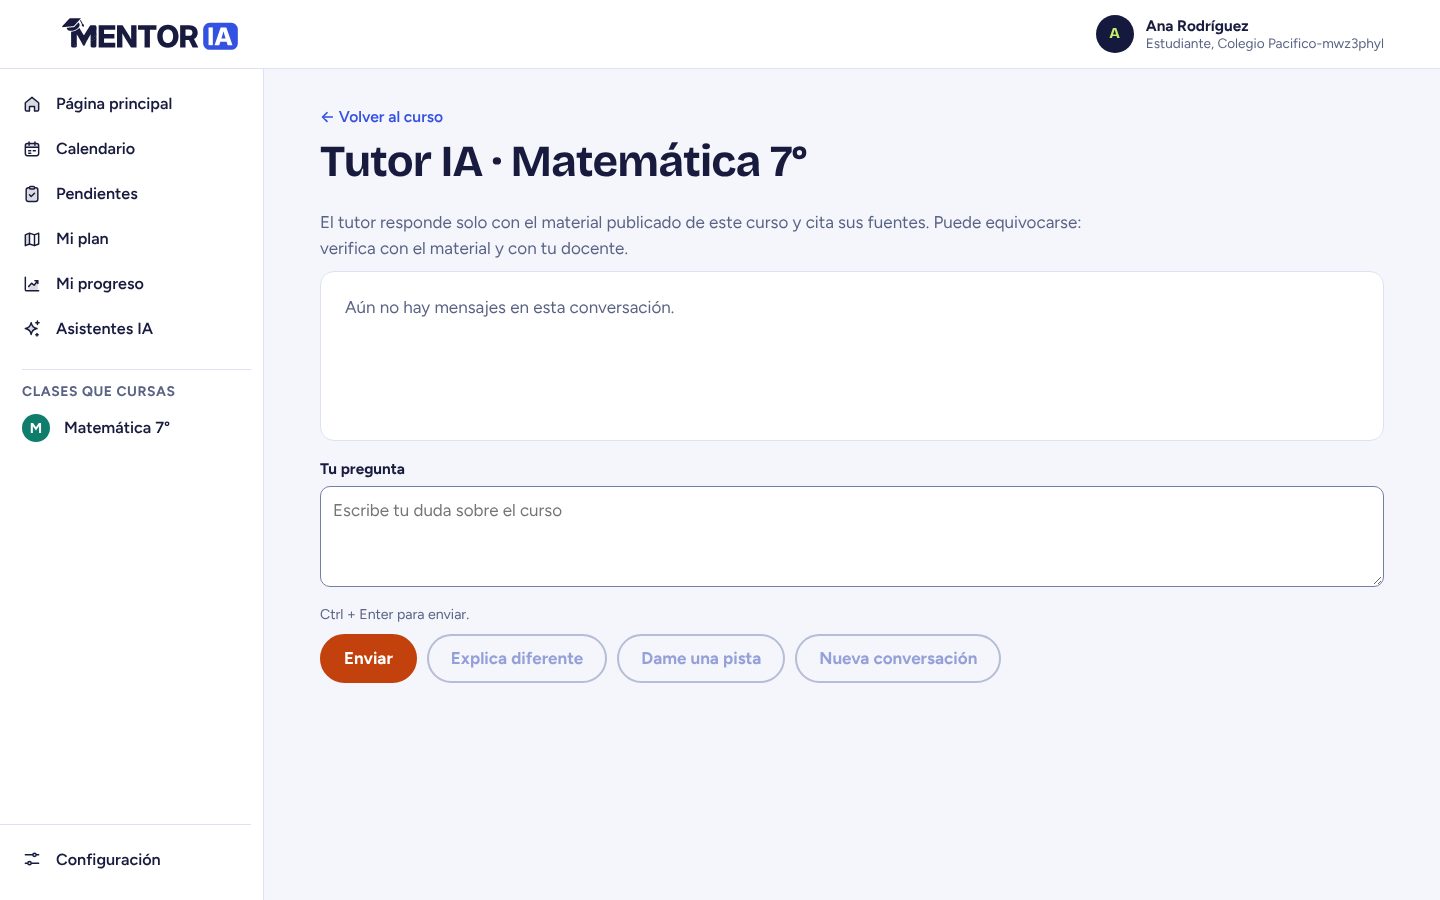 MENTOR IA
Ana Rodríguez
Estudiante, Colegio Pacifico-mwz3phyl
A
Página principal
Calendario
Pendientes
Mi plan
Mi progreso
Asistentes IA
CLASES QUE CURSAS
M Matemática 7°
Configuración
← Volver al curso
Tutor IA · Matemática 7°
El tutor responde solo con el material publicado de este curso y cita sus fuentes. Puede equivocarse:
verifica con el material y con tu docente.
Aún no hay mensajes en esta conversación.
Tu pregunta
Escribe tu duda sobre el curso
Ctrl + Enter para enviar.
Enviar
Explica diferente
Dame una pista
Nueva conversación